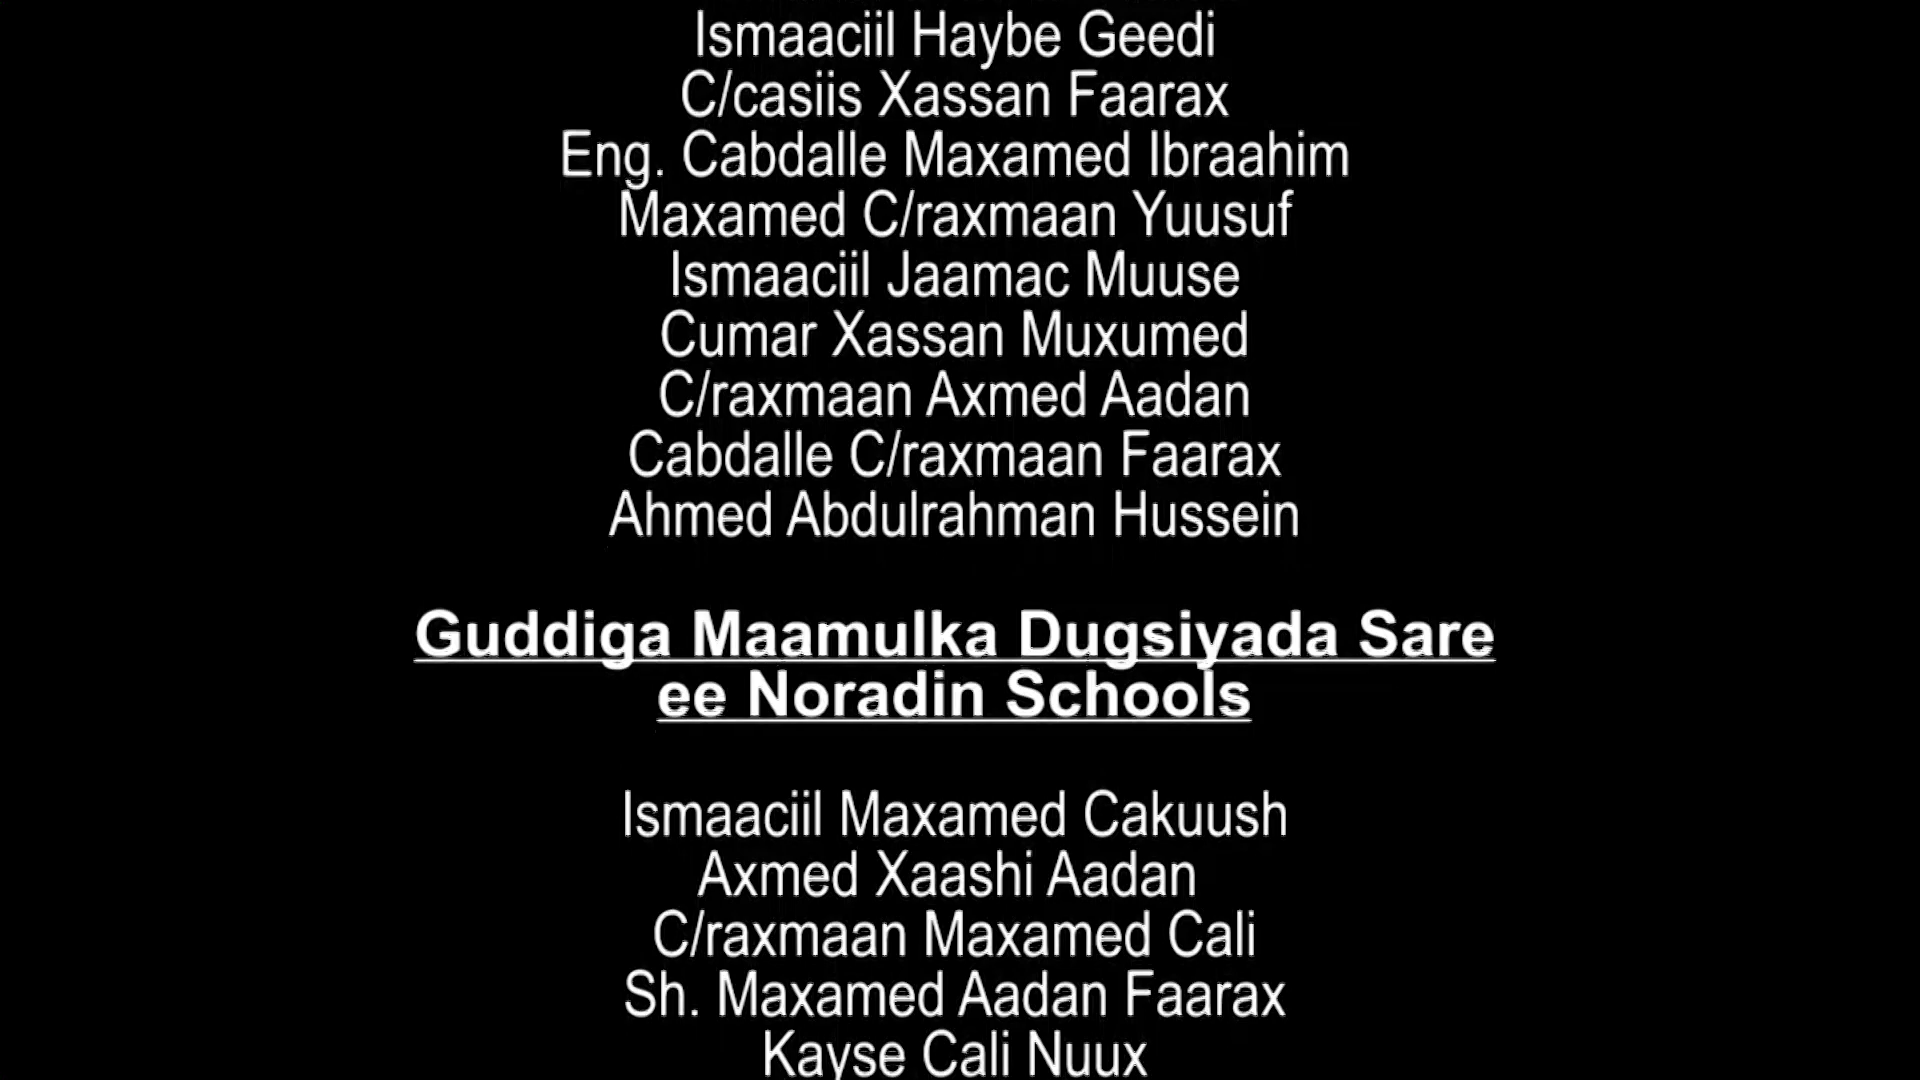 Ismaaciil Haybe Geedi
C/casiis Xassan Faarax
Eng. Cabdalle Maxamed Ibraahim
Maxamed C/raxmaan Yuusuf
Ismaaciil Jaamac Muuse
Cumar Xassan Muxumed
C/raxmaan Axmed Aadan
Cabdalle C/raxmaan Faarax
Ahmed Abdulrahman Hussein
Guddiga Maamulka Dugsiyada Sare
ee Noradin Schools
Ismaaciil Maxamed Cakuush
Axmed Xaashi Aadan
C/raxmaan Maxamed Cali
Sh. Maxamed Aadan Faarax
Kayse Cali Nuux